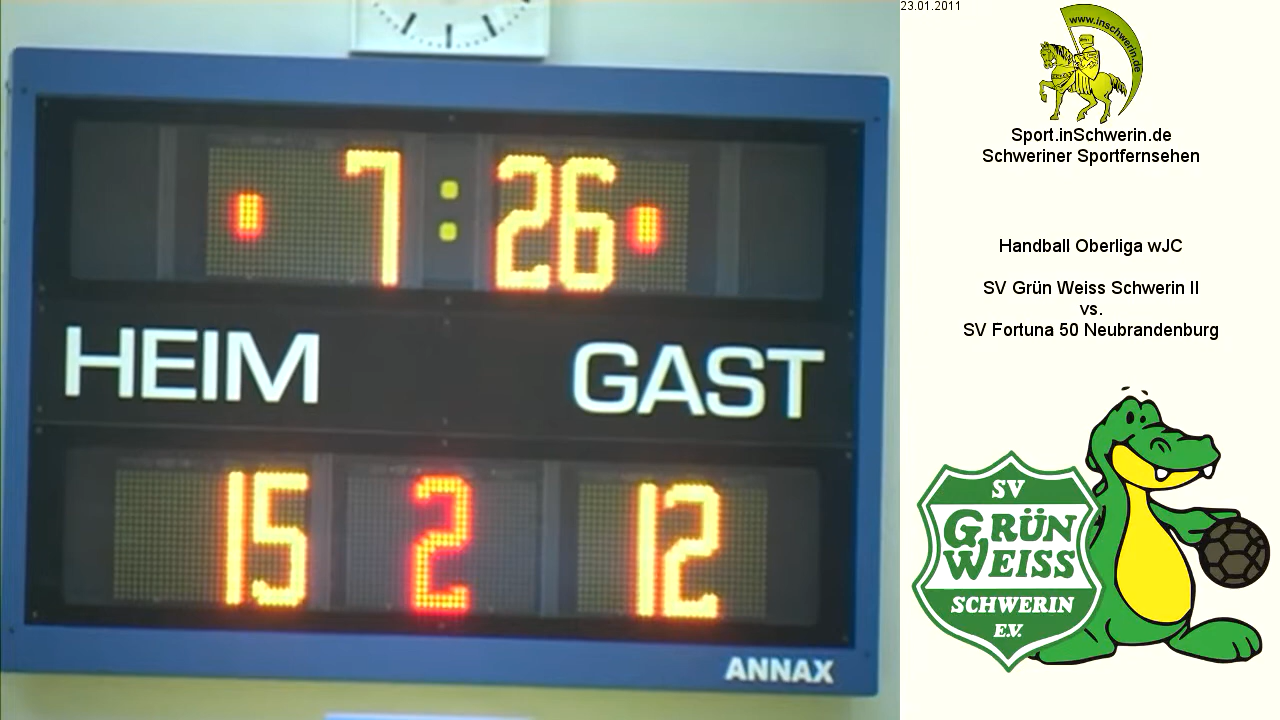 7 : 26
HEIM GAST
15 2 12
ANNAX
23.01.2011
www.inschwerin.de
Sport.inSchwerin.de
Schweriner Sportfernsehen
Handball Oberliga wJC
SV Grün Weiss Schwerin II
vs.
SV Fortuna 50 Neubrandenburg
SV
GRÜN
WEISS
SCHWERIN
E.V.